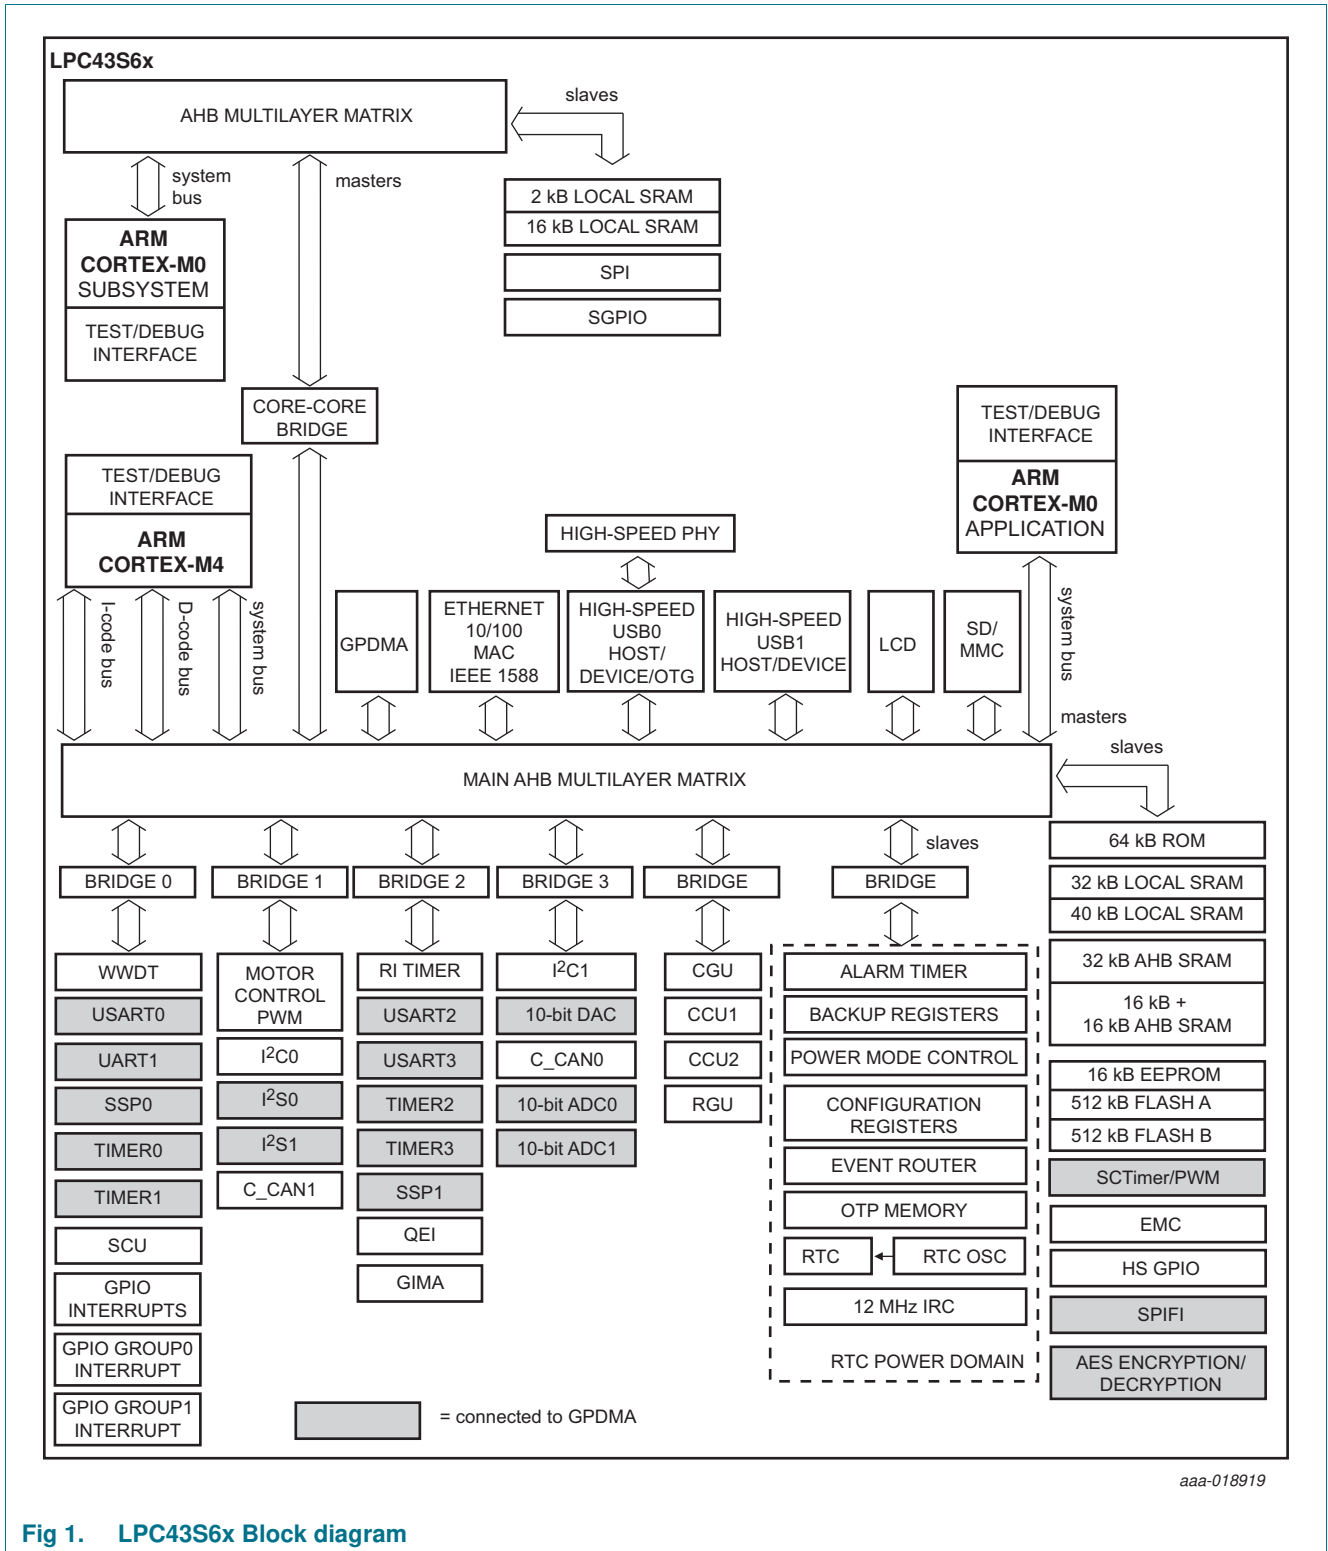 LPC43S6x
AHB MULTILAYER MATRIX
slaves
system
bus
masters
2 kB LOCAL SRAM
16 kB LOCAL SRAM
SPI
SGPIO
ARM
CORTEX-M0
SUBSYSTEM
TEST/DEBUG
INTERFACE
CORE-CORE
BRIDGE
TEST/DEBUG
INTERFACE
ARM
CORTEX-M4
TEST/DEBUG
INTERFACE
ARM
CORTEX-M0
APPLICATION
HIGH-SPEED PHY
I-code bus
D-code bus
system bus
GPDMA
ETHERNET
10/100
MAC
IEEE 1588
HIGH-SPEED
USB0
HOST/
DEVICE/OTG
HIGH-SPEED
USB1
HOST/DEVICE
LCD
SD/
MMC
system bus
masters
slaves
MAIN AHB MULTILAYER MATRIX
slaves
BRIDGE 0
BRIDGE 1
BRIDGE 2
BRIDGE 3
BRIDGE
BRIDGE
WWDT
USART0
UART1
SSP0
TIMER0
TIMER1
SCU
GPIO
INTERRUPTS
GPIO GROUP0
INTERRUPT
GPIO GROUP1
INTERRUPT
MOTOR
CONTROL
PWM
I2C0
I2S0
I2S1
C_CAN1
RI TIMER
USART2
USART3
TIMER2
TIMER3
SSP1
QEI
GIMA
I2C1
10-bit DAC
C_CAN0
10-bit ADC0
10-bit ADC1
CGU
CCU1
CCU2
RGU
ALARM TIMER
BACKUP REGISTERS
POWER MODE CONTROL
CONFIGURATION
REGISTERS
EVENT ROUTER
OTP MEMORY
RTC
RTC OSC
12 MHz IRC
RTC POWER DOMAIN
64 kB ROM
32 kB LOCAL SRAM
40 kB LOCAL SRAM
32 kB AHB SRAM
16 kB +
16 kB AHB SRAM
16 kB EEPROM
512 kB FLASH A
512 kB FLASH B
SCTimer/PWM
EMC
HS GPIO
SPIFI
AES ENCRYPTION/
DECRYPTION
= connected to GPDMA
aaa-018919
Fig 1. LPC43S6x Block diagram